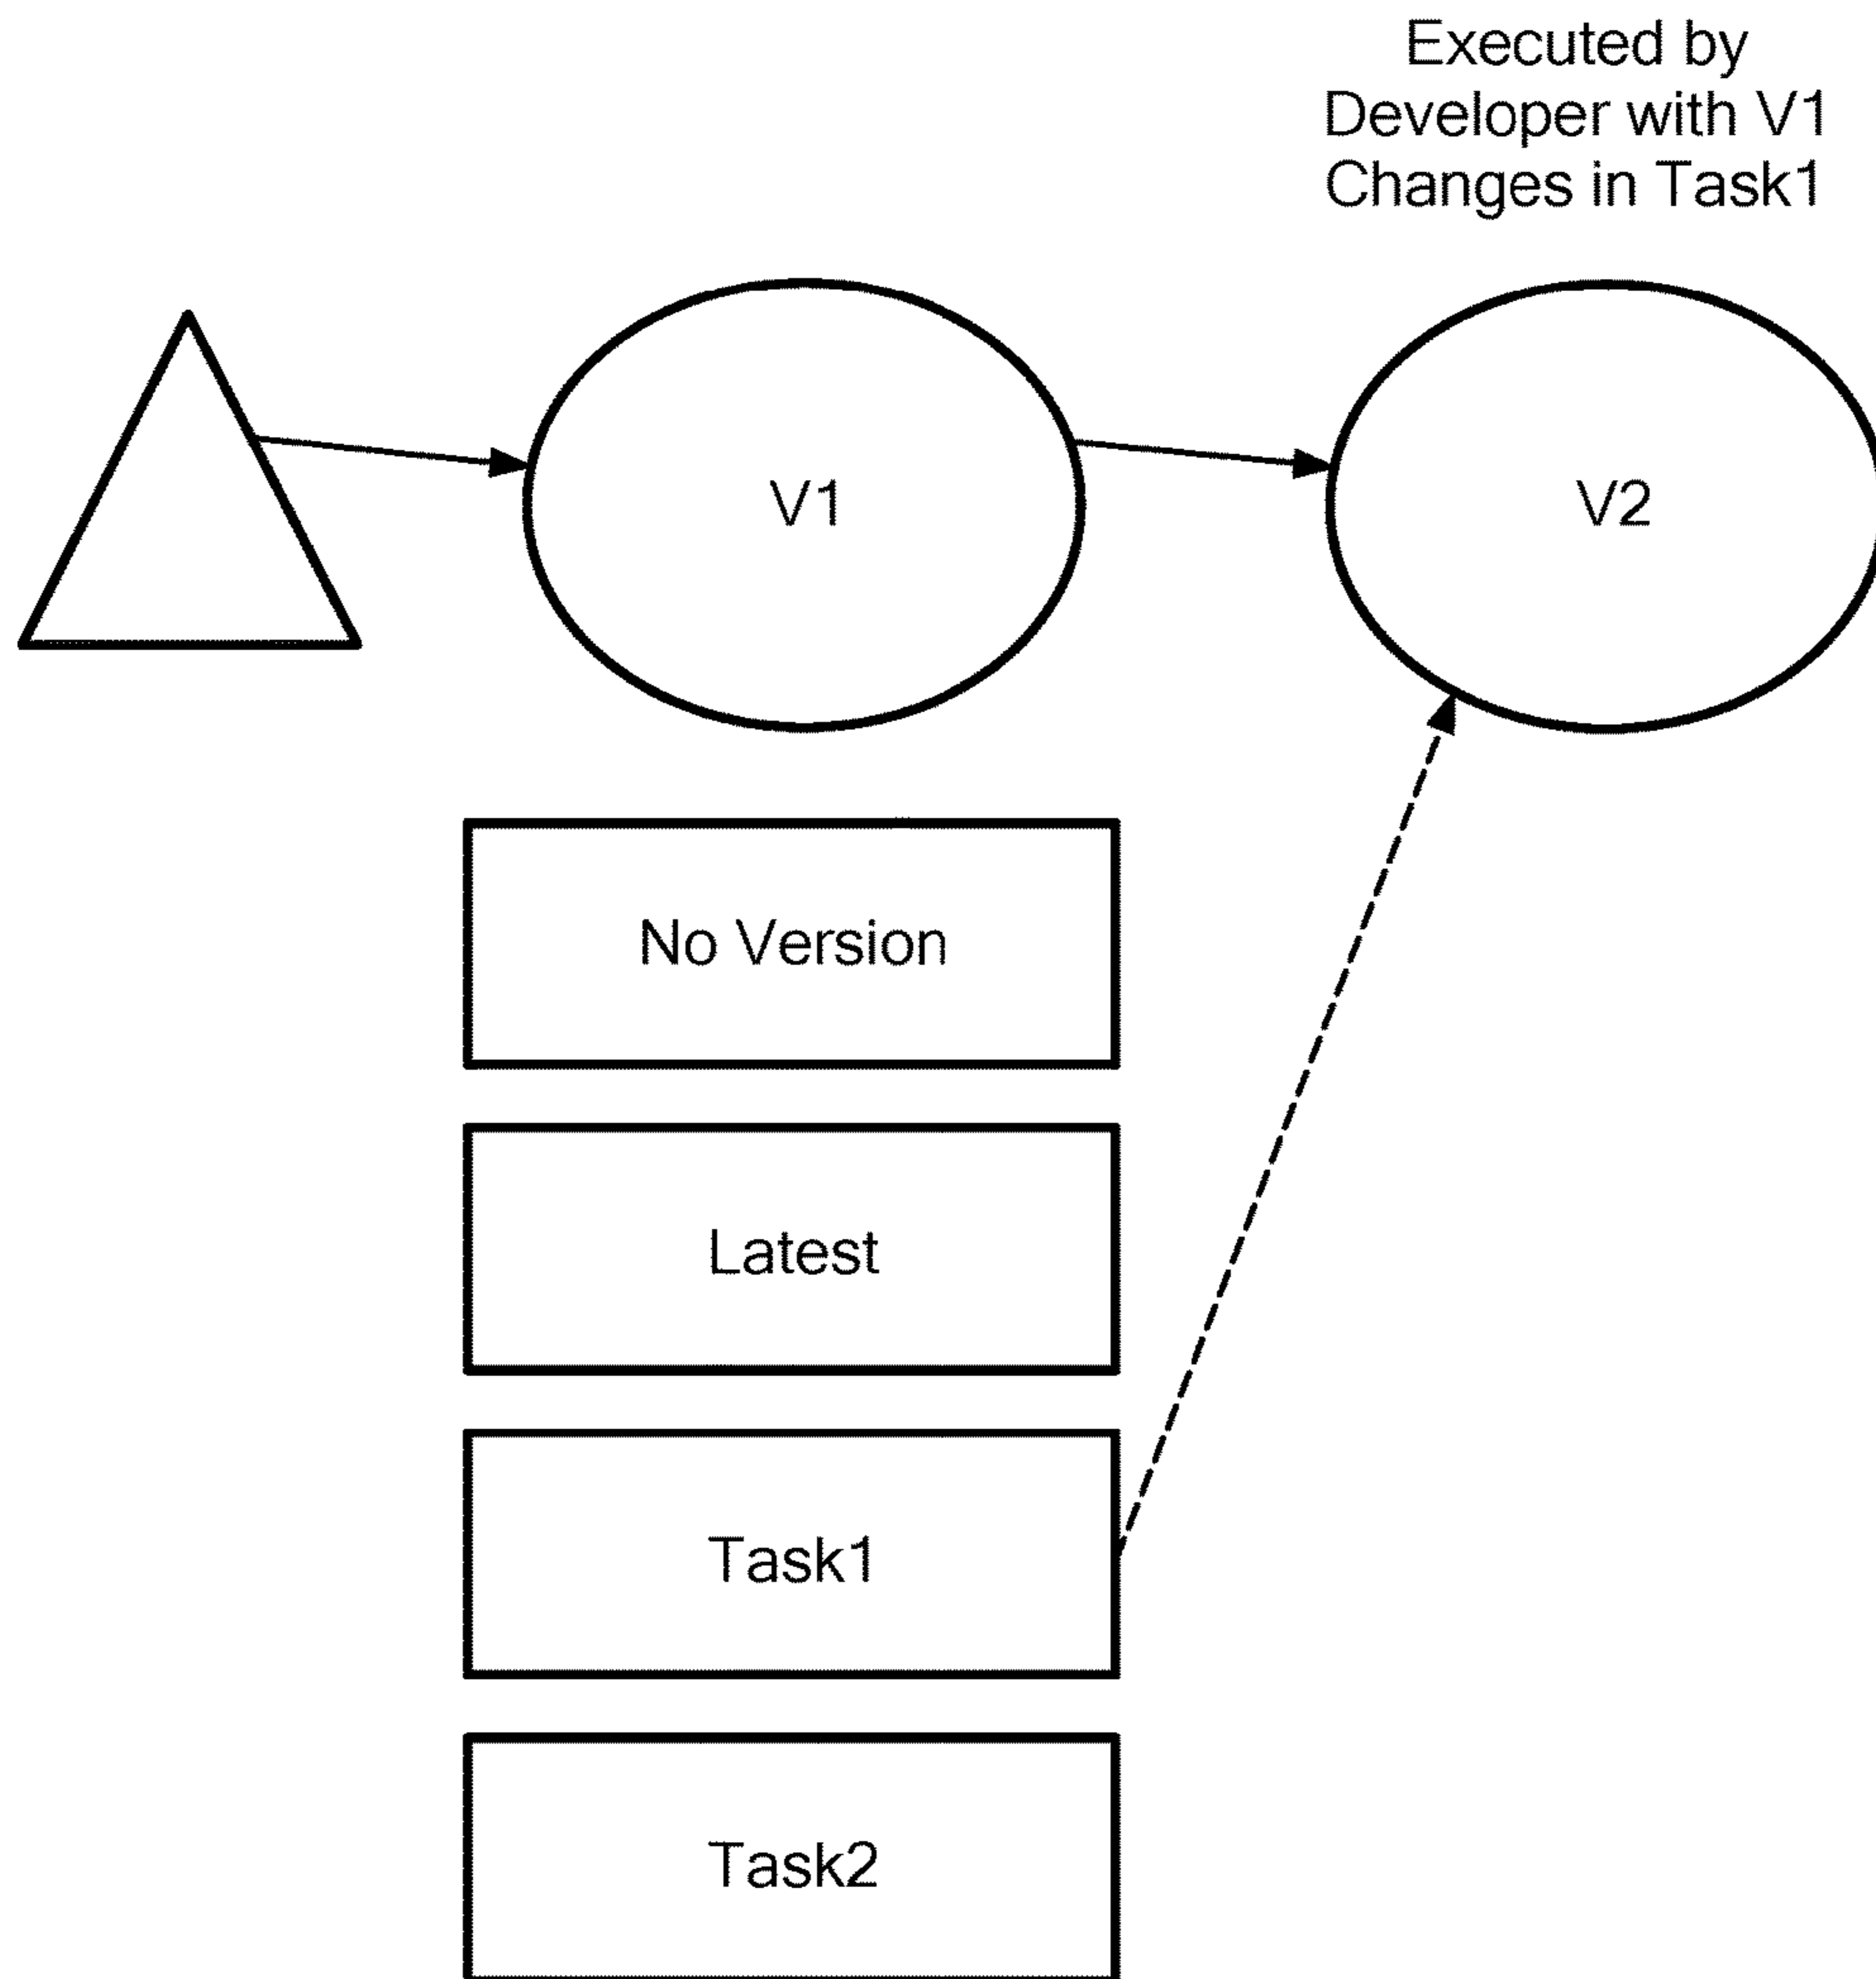 Executed by
Developer with V1
Changes in Task1
V1
V2
No Version
Latest
Task1
Task2